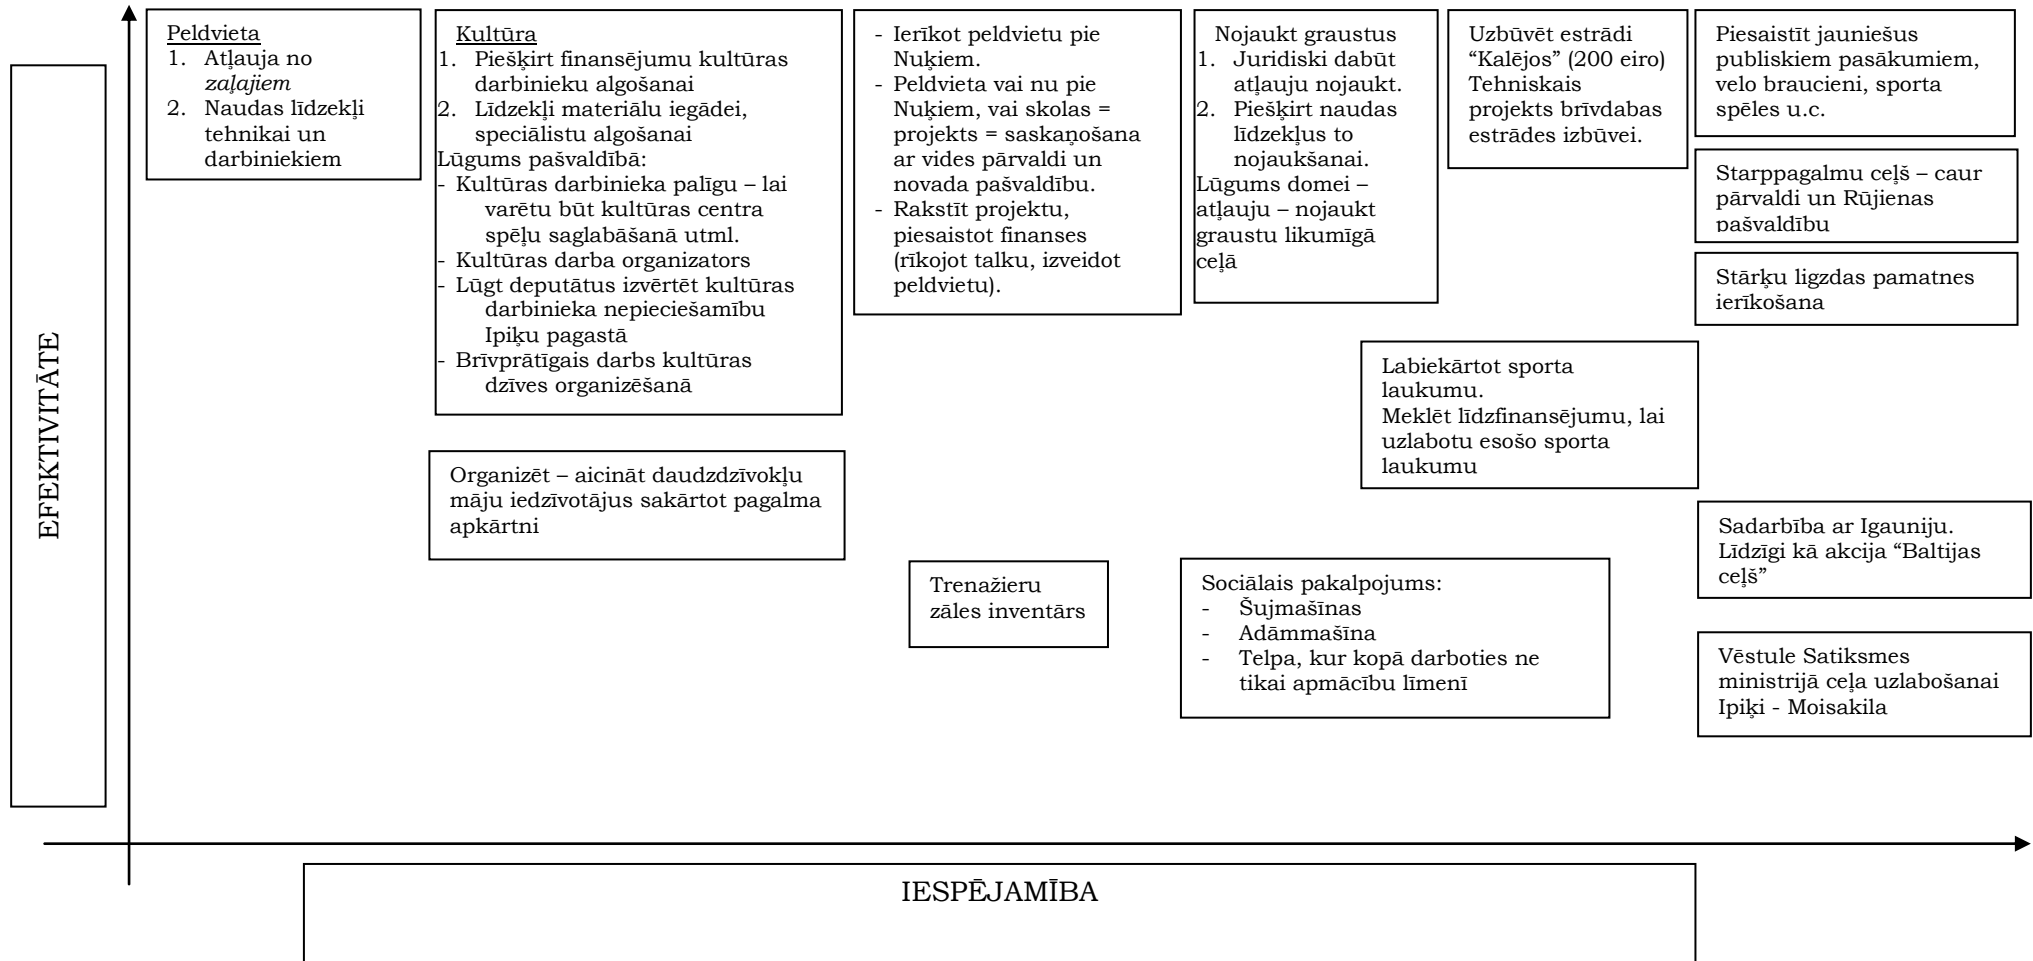 EFEKTIVITĀTE
Peldvieta
1. Atļauja no
zaļajiem
2. Naudas līdzekļi
tehnikai un
darbiniekiem
Kultūra
1. Piešķirt finansējumu kultūras
darbinieku algošanai
2. Līdzekļi materiālu iegādei,
speciālistu algošanai
Lūgums pašvaldībā:
- Kultūras darbinieka palīgu – lai
varētu būt kultūras centra
spēļu saglabāšanā utml.
- Kultūras darba organizators
- Lūgt deputātus izvērtēt kultūras
darbinieka nepieciešamību
Ipiķu pagastā
- Brīvprātīgais darbs kultūras
dzīves organizēšanā
- Ierīkot peldvietu pie
Nuķiem.
- Peldvieta vai nu pie
Nuķiem, vai skolas =
projekts = saskaņošana
ar vides pārvaldi un
novada pašvaldību.
- Rakstīt projektu,
piesaistot finanses
(rīkojot talku, izveidot
peldvietu).
Nojaukt graustus
1. Juridiski dabūt
atļauju nojaukt.
2. Piešķirt naudas
līdzekļus to
nojaukšanai.
Lūgums domei –
atļauju – nojaukt
graustu likumīgā
ceļā
Uzbūvēt estrādi
“Kalējos” (200 eiro)
Tehniskais
projekts brīvdabas
estrādes izbūvei.
Piesaistīt jauniešus
publiskiem pasākumiem,
velo braucieni, sporta
spēles u.c.
Starppagalmu ceļš – caur
pārvaldi un Rūjienas
pašvaldību
Stārķu ligzdas pamatnes
ierīkošana
Labiekārtot sporta
laukumu.
Meklēt līdzfinansējumu, lai
uzlabotu esošo sporta
laukumu
Organizēt – aicināt daudzdzīvokļu
māju iedzīvotājus sakārtot pagalma
apkārtni
Sadarbība ar Igauniju.
Līdzīgi kā akcija “Baltijas
ceļš”
Trenažieru
zāles inventārs
Sociālais pakalpojums:
- Šujmašīnas
- Adāmmašīna
- Telpa, kur kopā darboties ne
tikai apmācību līmenī
Vēstule Satiksmes
ministrijā ceļa uzlabošanai
Ipiķi - Moisakila
IESPĒJAMĪBA